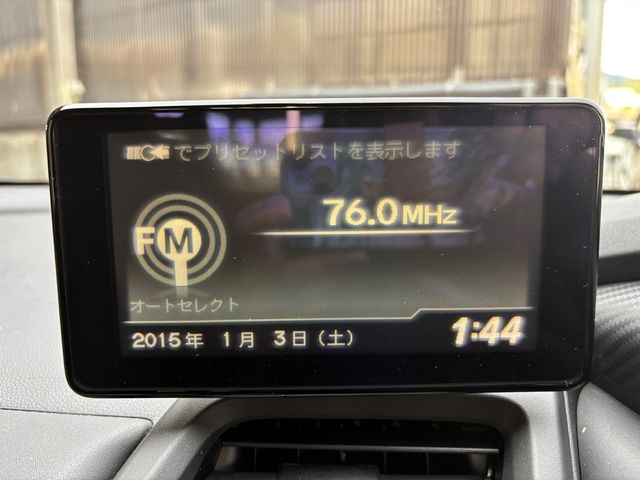 でプリセットリストを表示します
76.0MHz
FM
オートセレクト
2015年 1月 3日(土)
1:44